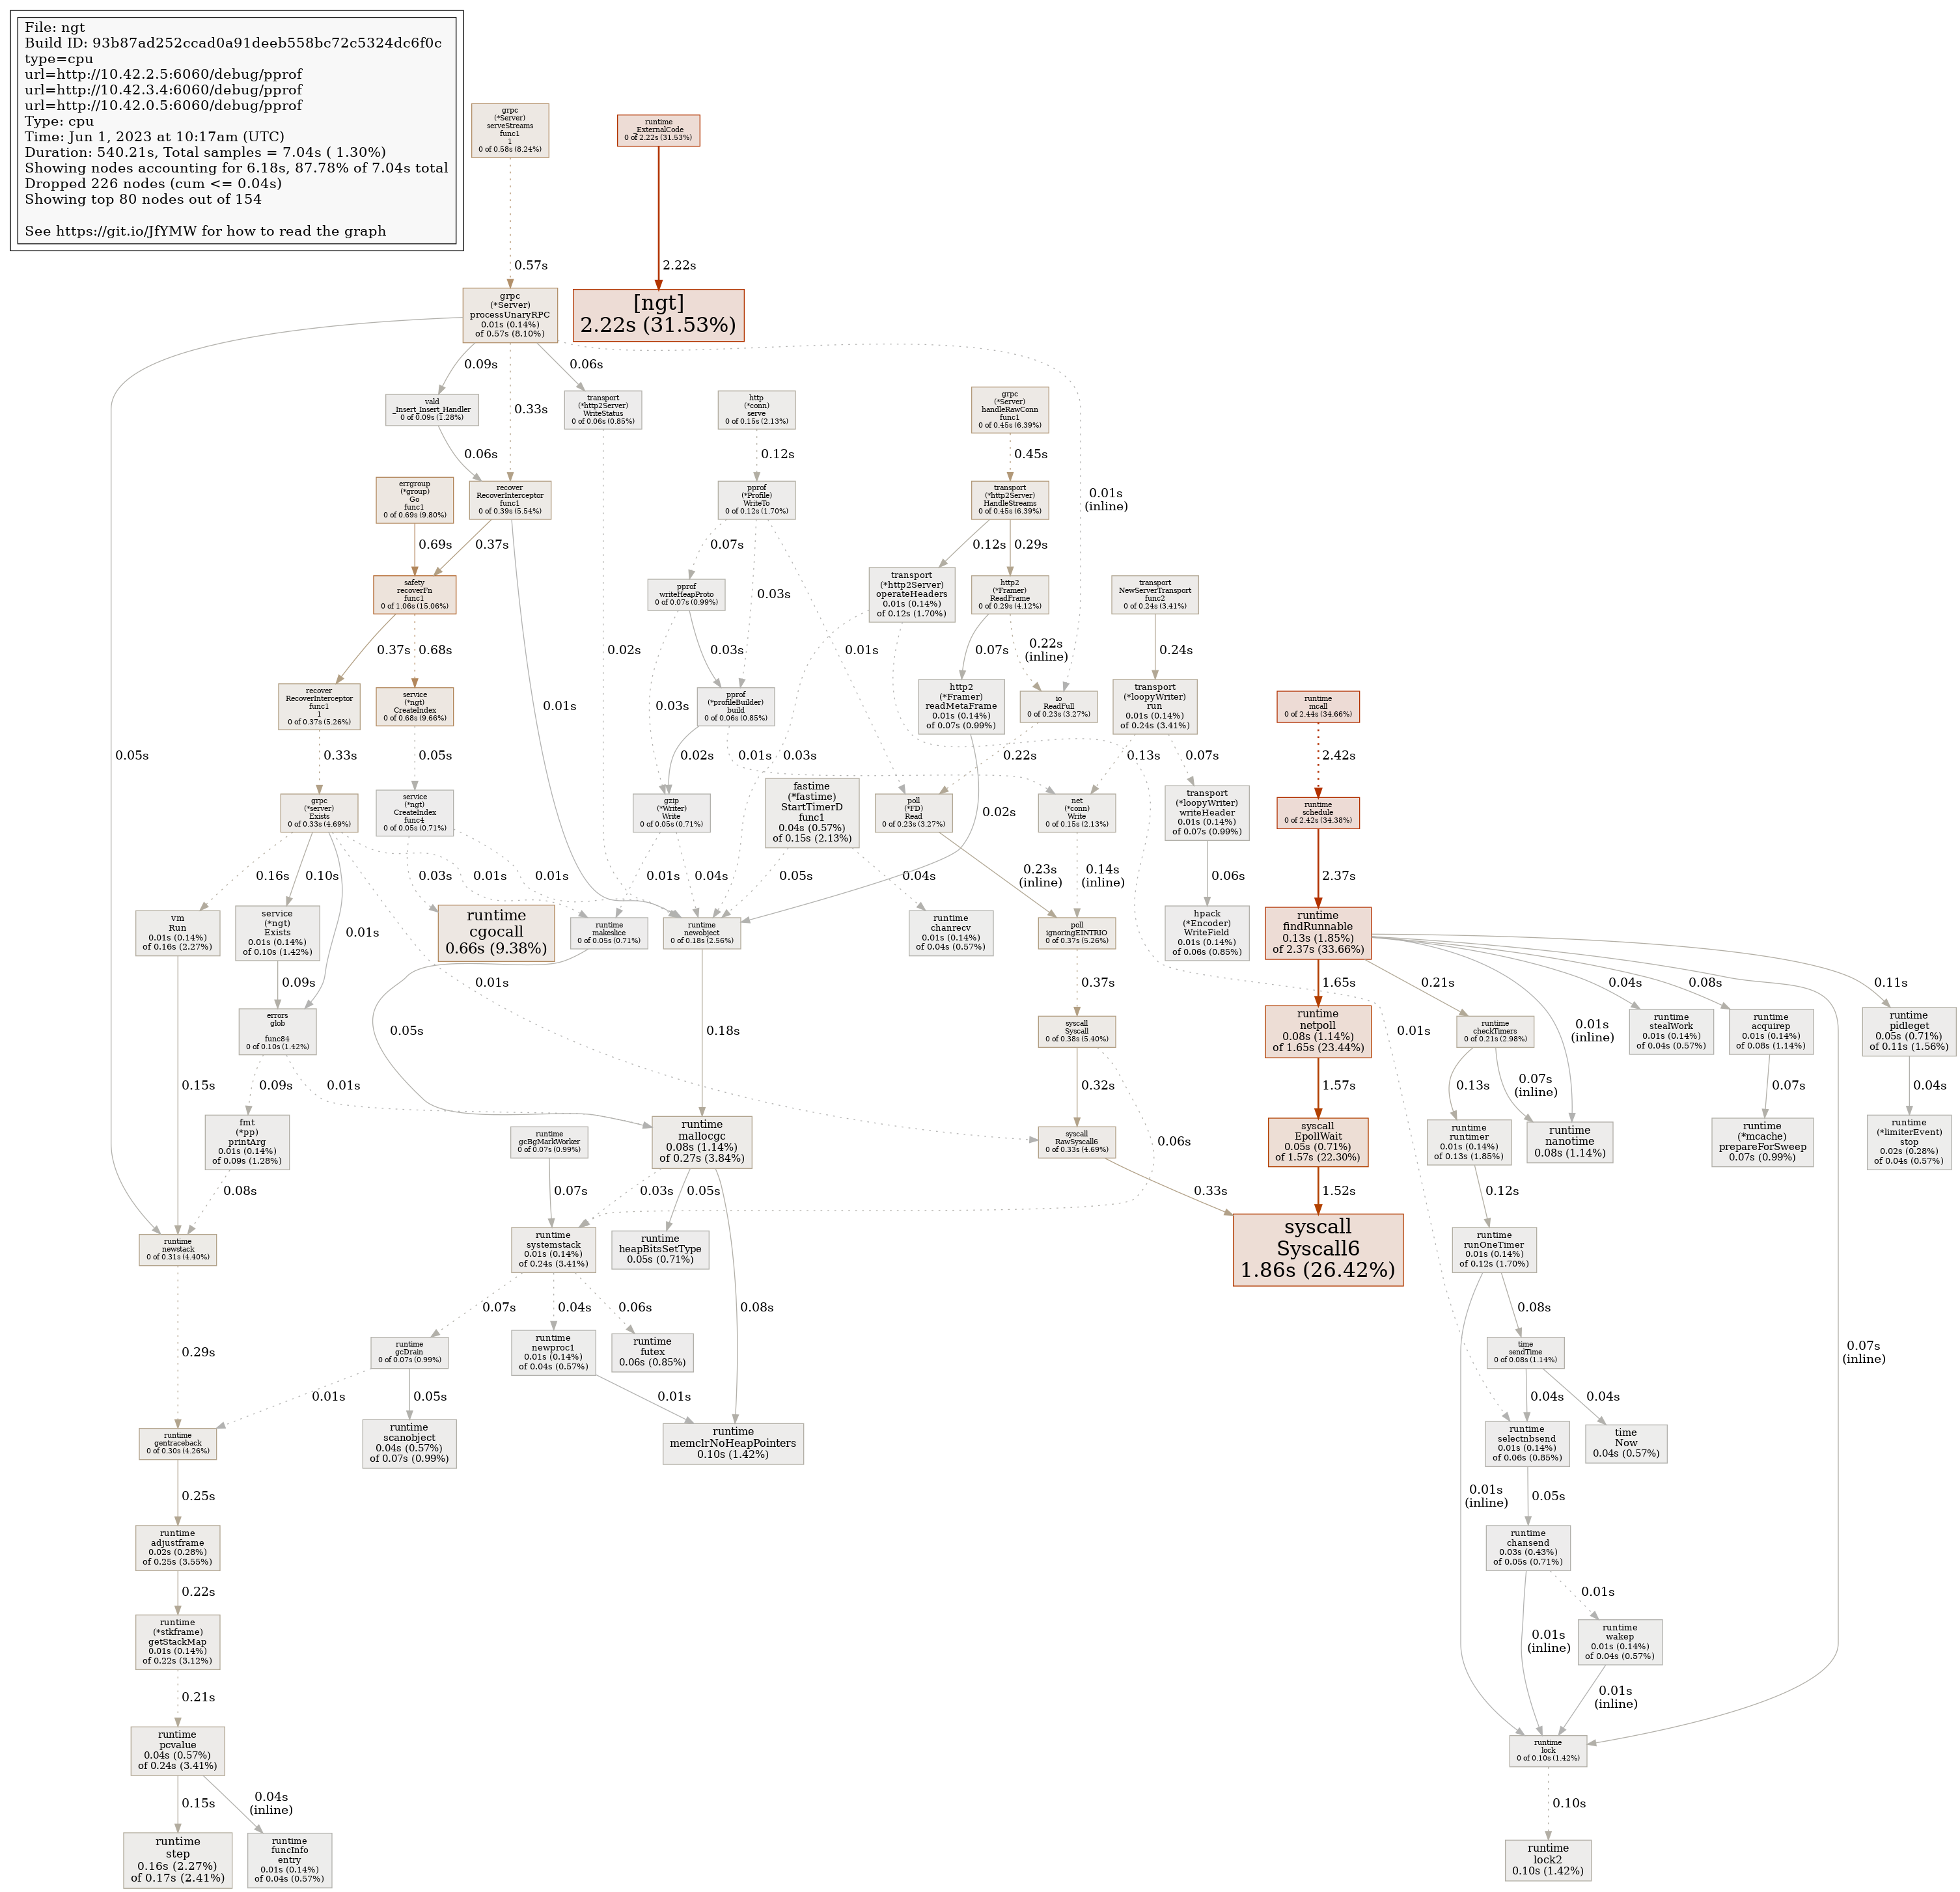 File: ngt
Build ID: 93b87ad252ccad0a91deeb558bc72c5324dc6f0c
type=cpu
url=http://10.42.2.5:6060/debug/pprof
url=http://10.42.3.4:6060/debug/pprof
url=http://10.42.0.5:6060/debug/pprof
Type: cpu
Time: Jun 1, 2023 at 10:17am (UTC)
Duration: 540.21s, Total samples = 7.04s ( 1.30%)
Showing nodes accounting for 6.18s, 87.78% of 7.04s total
Dropped 226 nodes (cum <= 0.04s)
Showing top 80 nodes out of 154
See https://git.io/JfYMW for how to read the graph
grpc
(*Server)
serveStreams
func1
1
0 of 0.58s (8.24%)
runtime
_ExternalCode
0 of 2.22s (31.53%)
0.57s
2.22s
grpc
(*Server)
processUnaryRPC
0.01s (0.14%)
of 0.57s (8.10%)
[ngt]
2.22s (31.53%)
0.09s
0.33s
0.06s
0.01s
(inline)
0.05s
vald
_Insert_Insert_Handler
0 of 0.09s (1.28%)
transport
(*http2Server)
WriteStatus
0 of 0.06s (0.85%)
http
(*conn)
serve
0 of 0.15s (2.13%)
grpc
(*Server)
handleRawConn
func1
0 of 0.45s (6.39%)
0.06s
0.12s
0.45s
errgroup
(*group)
Go
func1
0 of 0.69s (9.80%)
recover
RecoverInterceptor
func1
0 of 0.39s (5.54%)
pprof
(*Profile)
WriteTo
0 of 0.12s (1.70%)
transport
(*http2Server)
HandleStreams
0 of 0.45s (6.39%)
0.69s
0.37s
0.01s
0.02s
0.07s
0.03s
0.01s
0.12s
0.29s
safety
recoverFn
func1
0 of 1.06s (15.06%)
pprof
writeHeapProto
0 of 0.07s (0.99%)
transport
(*http2Server)
operateHeaders
0.01s (0.14%)
of 0.12s (1.70%)
http2
(*Framer)
ReadFrame
0 of 0.29s (4.12%)
transport
NewServerTransport
func2
0 of 0.24s (3.41%)
0.37s
0.68s
0.03s
0.03s
0.03s
0.01s
0.07s
0.22s
(inline)
0.24s
recover
RecoverInterceptor
func1
1
0 of 0.37s (5.26%)
service
(*ngt)
CreateIndex
0 of 0.68s (9.66%)
pprof
(*profileBuilder)
build
0 of 0.06s (0.85%)
http2
(*Framer)
readMetaFrame
0.01s (0.14%)
of 0.07s (0.99%)
io
ReadFull
0 of 0.23s (3.27%)
transport
(*loopyWriter)
run
0.01s (0.14%)
of 0.24s (3.41%)
runtime
mcall
0 of 2.44s (34.66%)
0.33s
0.05s
0.02s
0.01s
0.02s
0.22s
0.13s
0.07s
2.42s
grpc
(*server)
Exists
0 of 0.33s (4.69%)
service
(*ngt)
CreateIndex
func4
0 of 0.05s (0.71%)
gzip
(*Writer)
Write
0 of 0.05s (0.71%)
fastime
(*fastime)
StartTimerD
func1
0.04s (0.57%)
of 0.15s (2.13%)
poll
(*FD)
Read
0 of 0.23s (3.27%)
net
(*conn)
Write
0 of 0.15s (2.13%)
transport
(*loopyWriter)
writeHeader
0.01s (0.14%)
of 0.07s (0.99%)
runtime
schedule
0 of 2.42s (34.38%)
0.16s
0.10s
0.01s
0.01s
0.01s
0.03s
0.01s
0.01s
0.04s
0.05s
0.04s
0.23s
(inline)
0.14s
(inline)
0.06s
2.37s
vm
Run
0.01s (0.14%)
of 0.16s (2.27%)
service
(*ngt)
Exists
0.01s (0.14%)
of 0.10s (1.42%)
runtime
cgocall
0.66s (9.38%)
runtime
makeslice
0 of 0.05s (0.71%)
runtime
newobject
0 of 0.18s (2.56%)
runtime
chanrecv
0.01s (0.14%)
of 0.04s (0.57%)
poll
ignoringEINTRIO
0 of 0.37s (5.26%)
hpack
(*Encoder)
WriteField
0.01s (0.14%)
of 0.06s (0.85%)
runtime
findRunnable
0.13s (1.85%)
of 2.37s (33.66%)
0.15s
0.09s
0.05s
0.18s
0.37s
1.65s
0.21s
0.01s
(inline)
0.04s
0.08s
0.07s
(inline)
0.11s
errors
glob

func84
0 of 0.10s (1.42%)
syscall
Syscall
0 of 0.38s (5.40%)
runtime
netpoll
0.08s (1.14%)
of 1.65s (23.44%)
runtime
checkTimers
0 of 0.21s (2.98%)
runtime
stealWork
0.01s (0.14%)
of 0.04s (0.57%)
runtime
acquirep
0.01s (0.14%)
of 0.08s (1.14%)
runtime
pidleget
0.05s (0.71%)
of 0.11s (1.56%)
0.09s
0.01s
0.32s
0.06s
1.57s
0.13s
0.07s
(inline)
0.07s
0.04s
fmt
(*pp)
printArg
0.01s (0.14%)
of 0.09s (1.28%)
runtime
gcBgMarkWorker
0 of 0.07s (0.99%)
runtime
mallocgc
0.08s (1.14%)
of 0.27s (3.84%)
syscall
RawSyscall6
0 of 0.33s (4.69%)
syscall
EpollWait
0.05s (0.71%)
of 1.57s (22.30%)
runtime
runtimer
0.01s (0.14%)
of 0.13s (1.85%)
runtime
nanotime
0.08s (1.14%)
runtime
(*mcache)
prepareForSweep
0.07s (0.99%)
runtime
(*limiterEvent)
stop
0.02s (0.28%)
of 0.04s (0.57%)
0.08s
0.07s
0.03s
0.05s
0.08s
0.33s
1.52s
0.12s
runtime
newstack
0 of 0.31s (4.40%)
runtime
systemstack
0.01s (0.14%)
of 0.24s (3.41%)
runtime
heapBitsSetType
0.05s (0.71%)
syscall
Syscall6
1.86s (26.42%)
runtime
runOneTimer
0.01s (0.14%)
of 0.12s (1.70%)
0.29s
0.07s
0.04s
0.06s
0.08s
0.01s
(inline)
runtime
gcDrain
0 of 0.07s (0.99%)
runtime
newproc1
0.01s (0.14%)
of 0.04s (0.57%)
runtime
futex
0.06s (0.85%)
time
sendTime
0 of 0.08s (1.14%)
0.01s
0.05s
0.01s
0.04s
0.04s
runtime
gentraceback
0 of 0.30s (4.26%)
runtime
scanobject
0.04s (0.57%)
of 0.07s (0.99%)
runtime
memclrNoHeapPointers
0.10s (1.42%)
runtime
selectnbsend
0.01s (0.14%)
of 0.06s (0.85%)
time
Now
0.04s (0.57%)
0.25s
0.05s
runtime
adjustframe
0.02s (0.28%)
of 0.25s (3.55%)
runtime
chansend
0.03s (0.43%)
of 0.05s (0.71%)
0.22s
0.01s
(inline)
0.01s
runtime
(*stkframe)
getStackMap
0.01s (0.14%)
of 0.22s (3.12%)
runtime
wakep
0.01s (0.14%)
of 0.04s (0.57%)
0.21s
0.01s
(inline)
runtime
pcvalue
0.04s (0.57%)
of 0.24s (3.41%)
runtime
lock
0 of 0.10s (1.42%)
0.15s
0.04s
(inline)
0.10s
runtime
step
0.16s (2.27%)
of 0.17s (2.41%)
runtime
funcInfo
entry
0.01s (0.14%)
of 0.04s (0.57%)
runtime
lock2
0.10s (1.42%)